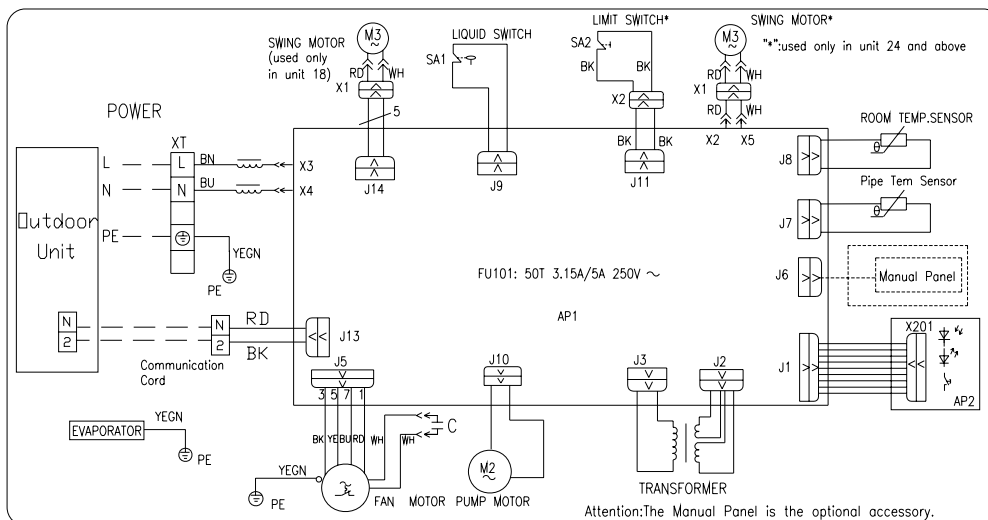 LIMIT SWITCH*
SWING MOTOR*
M3
~
LIQUID SWITCH
M3
~
"*":used only in unit 24 and above
SWING MOTOR
(used only
in unit 18)
SA1
SA2
BK
BK
RD
WH
RD
WH
X1
X2
X1
RD
WH
POWER
5
BK
BK
X2
X5
ROOM TEMP.SENSOR
θ
XT
J8
L
L
BN
X3
J14
J9
J11
N
N
BU
X4
Pipe Tem Sensor
θ
J7
Outdoor
Unit
PE
YEGN
PE
J6
Manual Panel
FU101: 50T 3.15A/5A 250V ~
AP1
N
2
N
2
RD
BK
J13
X201
Communication
Cord
J5
J10
J3
J2
J1
AP2
3 5 7 1
BK
YE
BU
RD
WH
WH
C
YEGN
EVAPORATOR
PE
YEGN
PE
M2
~
FAN MOTOR
PUMP MOTOR
TRANSFORMER
Attention:The Manual Panel is the optional accessory.